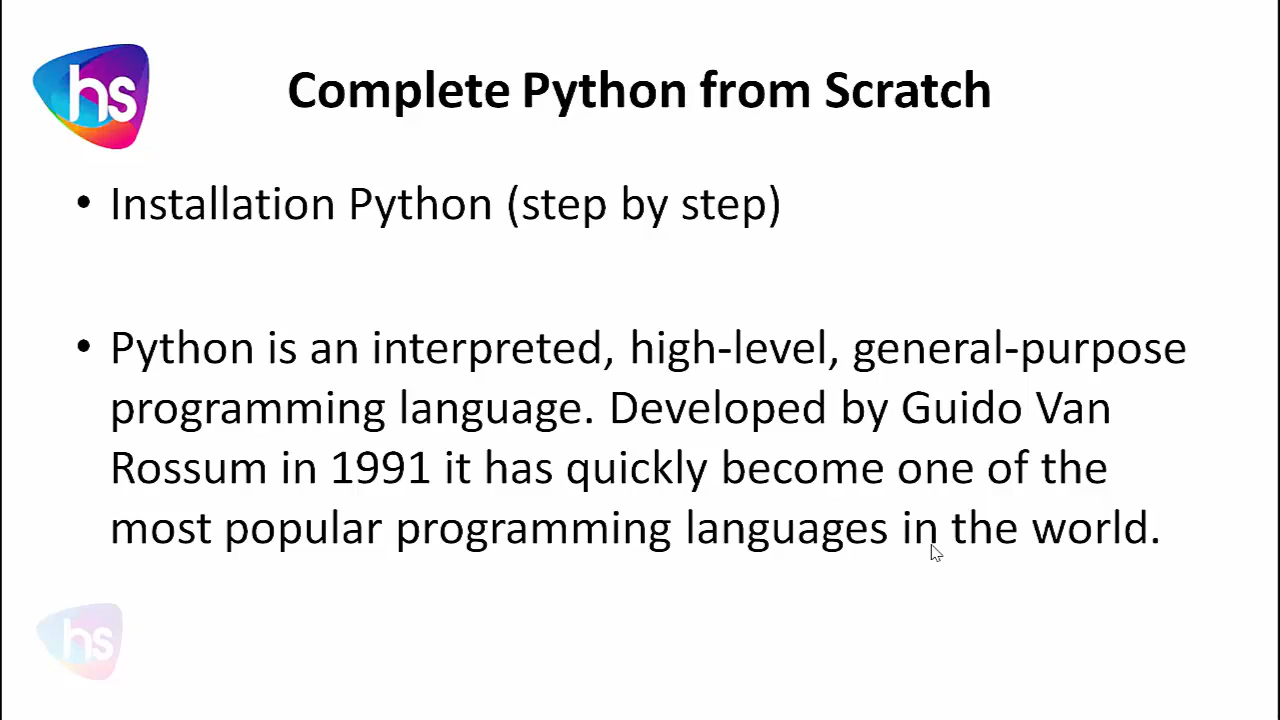 hs
Complete Python from Scratch
• Installation Python (step by step)
• Python is an interpreted, high-level, general-purpose
programming language. Developed by Guido Van
Rossum in 1991 it has quickly become one of the
most popular programming languages in the world.
hs